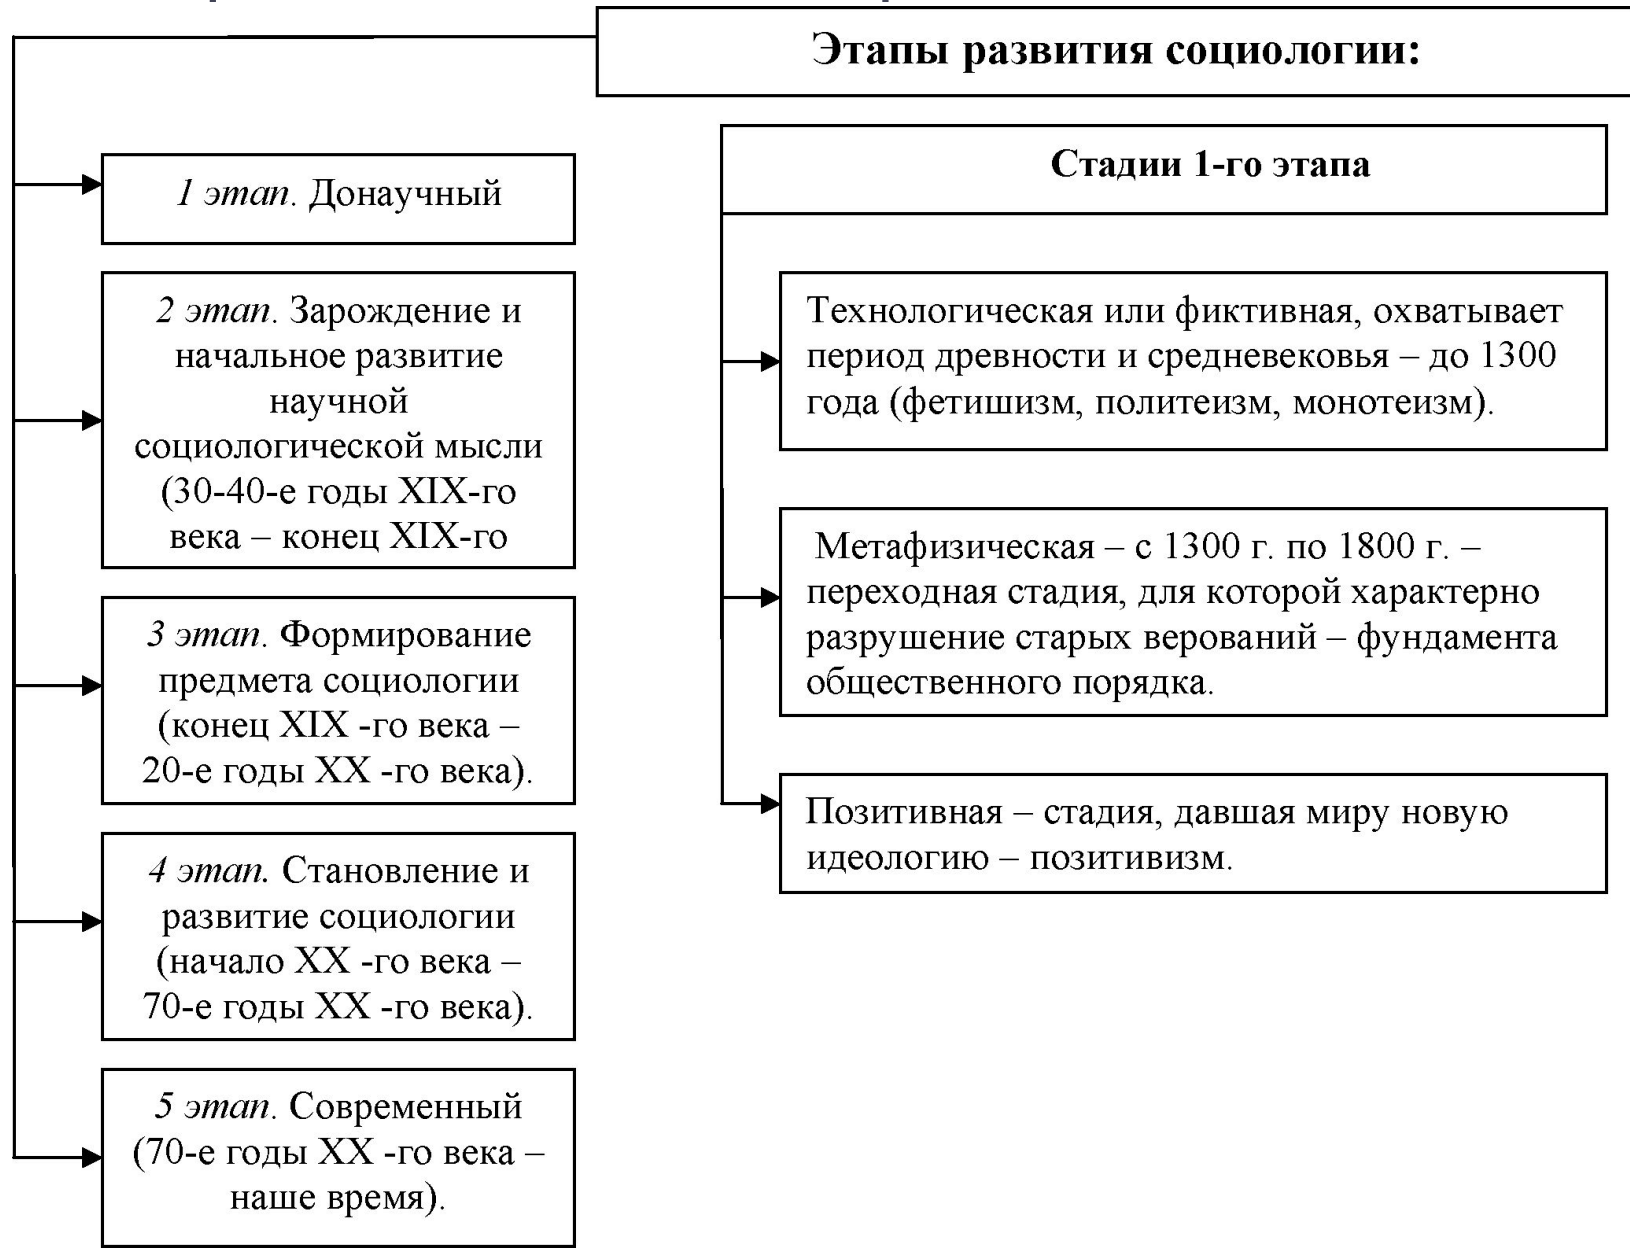 Этапы развития социологии:
1 этап. Донаучный
2 этап. Зарождение и
начальное развитие
научной
социологической мысли
(30-40-е годы XIX-го
века – конец XIX-го
3 этап. Формирование
предмета социологии
(конец XIX -го века –
20-е годы XX -го века).
4 этап. Становление и
развитие социологии
(начало XX -го века –
70-е годы XX -го века).
5 этап. Современный
(70-е годы XX -го века –
наше время).
Стадии 1-го этапа
Технологическая или фиктивная, охватывает
период древности и средневековья – до 1300
года (фетишизм, политеизм, монотеизм).
Метафизическая – с 1300 г. по 1800 г. –
переходная стадия, для которой характерно
разрушение старых верований – фундамента
общественного порядка.
Позитивная – стадия, давшая миру новую
идеологию – позитивизм.